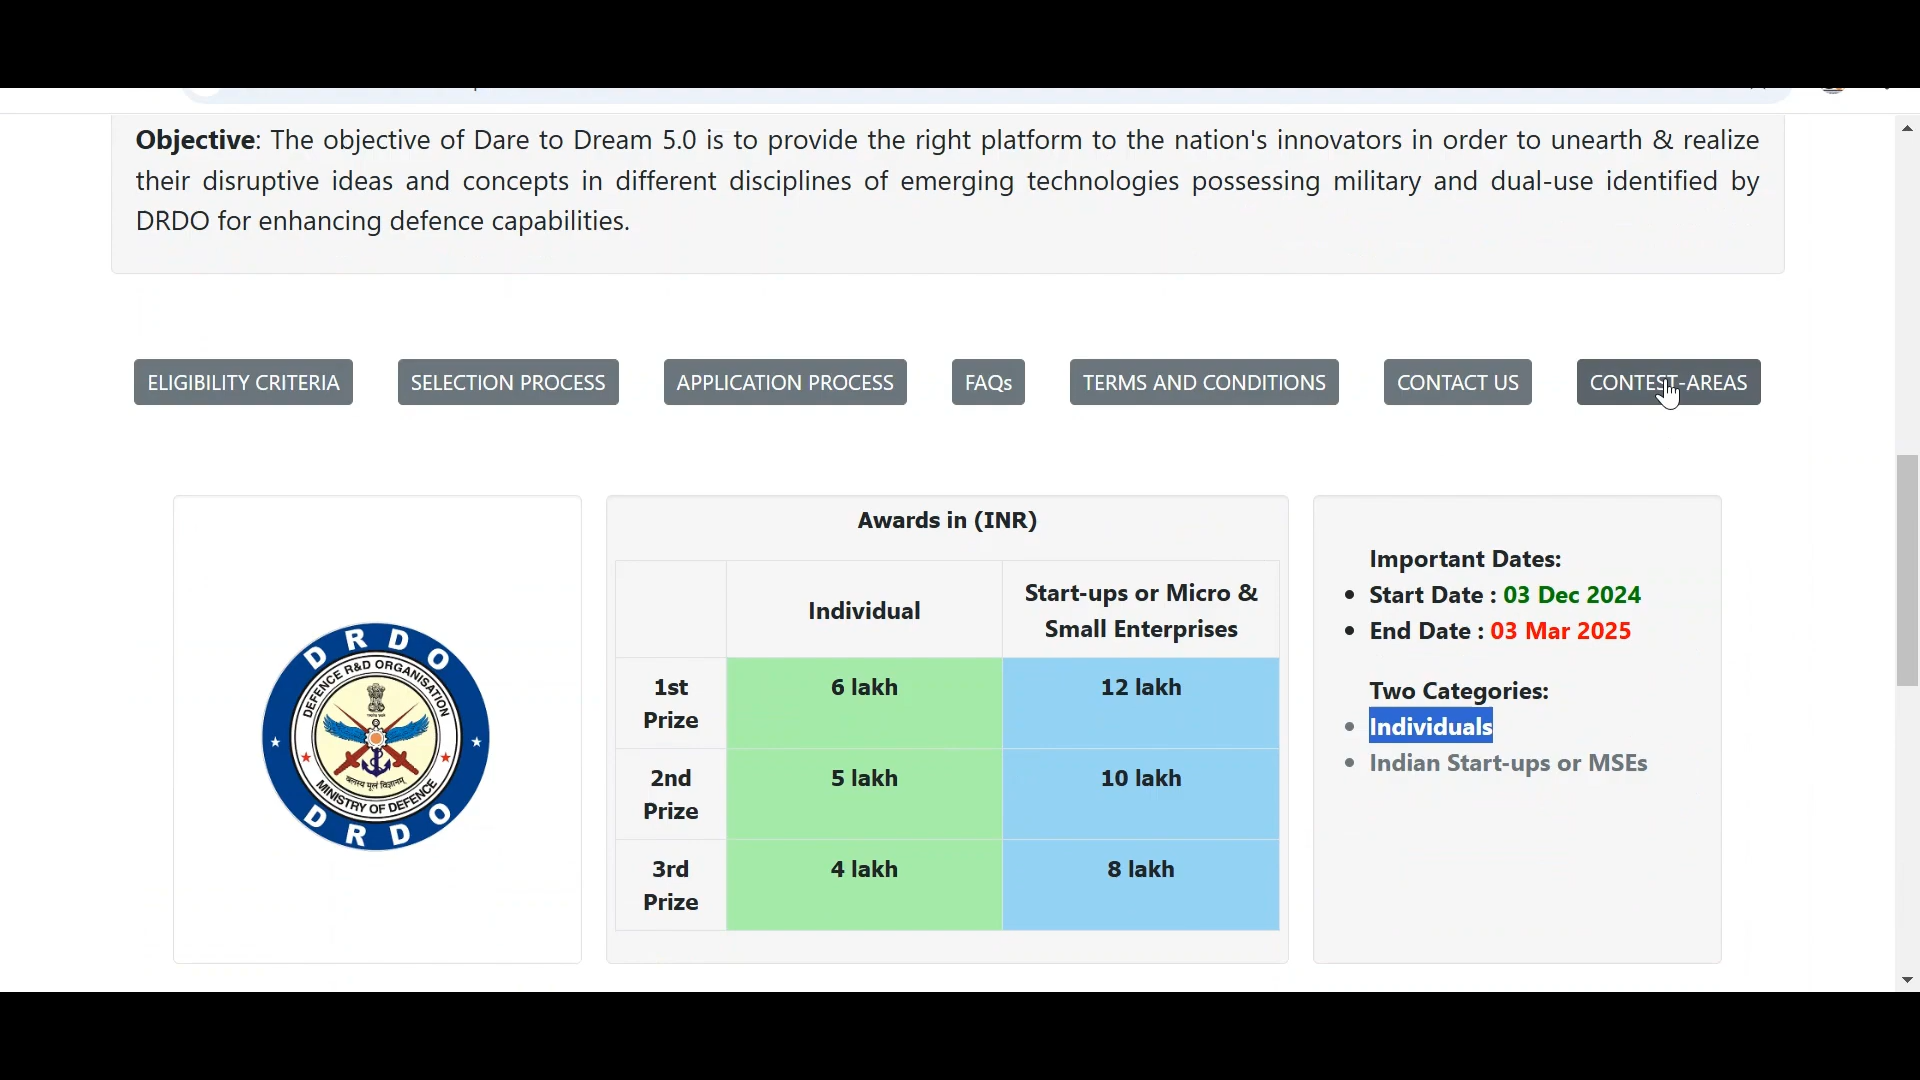 Objective: The objective of Dare to Dream 5.0 is to provide the right platform to the nation's innovators in order to unearth & realize
their disruptive ideas and concepts in different disciplines of emerging technologies possessing military and dual-use identified by
DRDO for enhancing defence capabilities.
ELIGIBILITY CRITERIA
SELECTION PROCESS
APPLICATION PROCESS
FAQs
TERMS AND CONDITIONS
CONTACT US
CONTEST-AREAS
DRDO
DEFENCE R&D ORGANISATION
बलस्य मूलं विज्ञानम्
MINISTRY OF DEFENCE
DRDO
Awards in (INR)
Individual
Start-ups or Micro &
Small Enterprises
1st
Prize
6 lakh
12 lakh
2nd
Prize
5 lakh
10 lakh
3rd
Prize
4 lakh
8 lakh
Important Dates:
Start Date : 03 Dec 2024
End Date : 03 Mar 2025
Two Categories:
Individuals
Indian Start-ups or MSEs